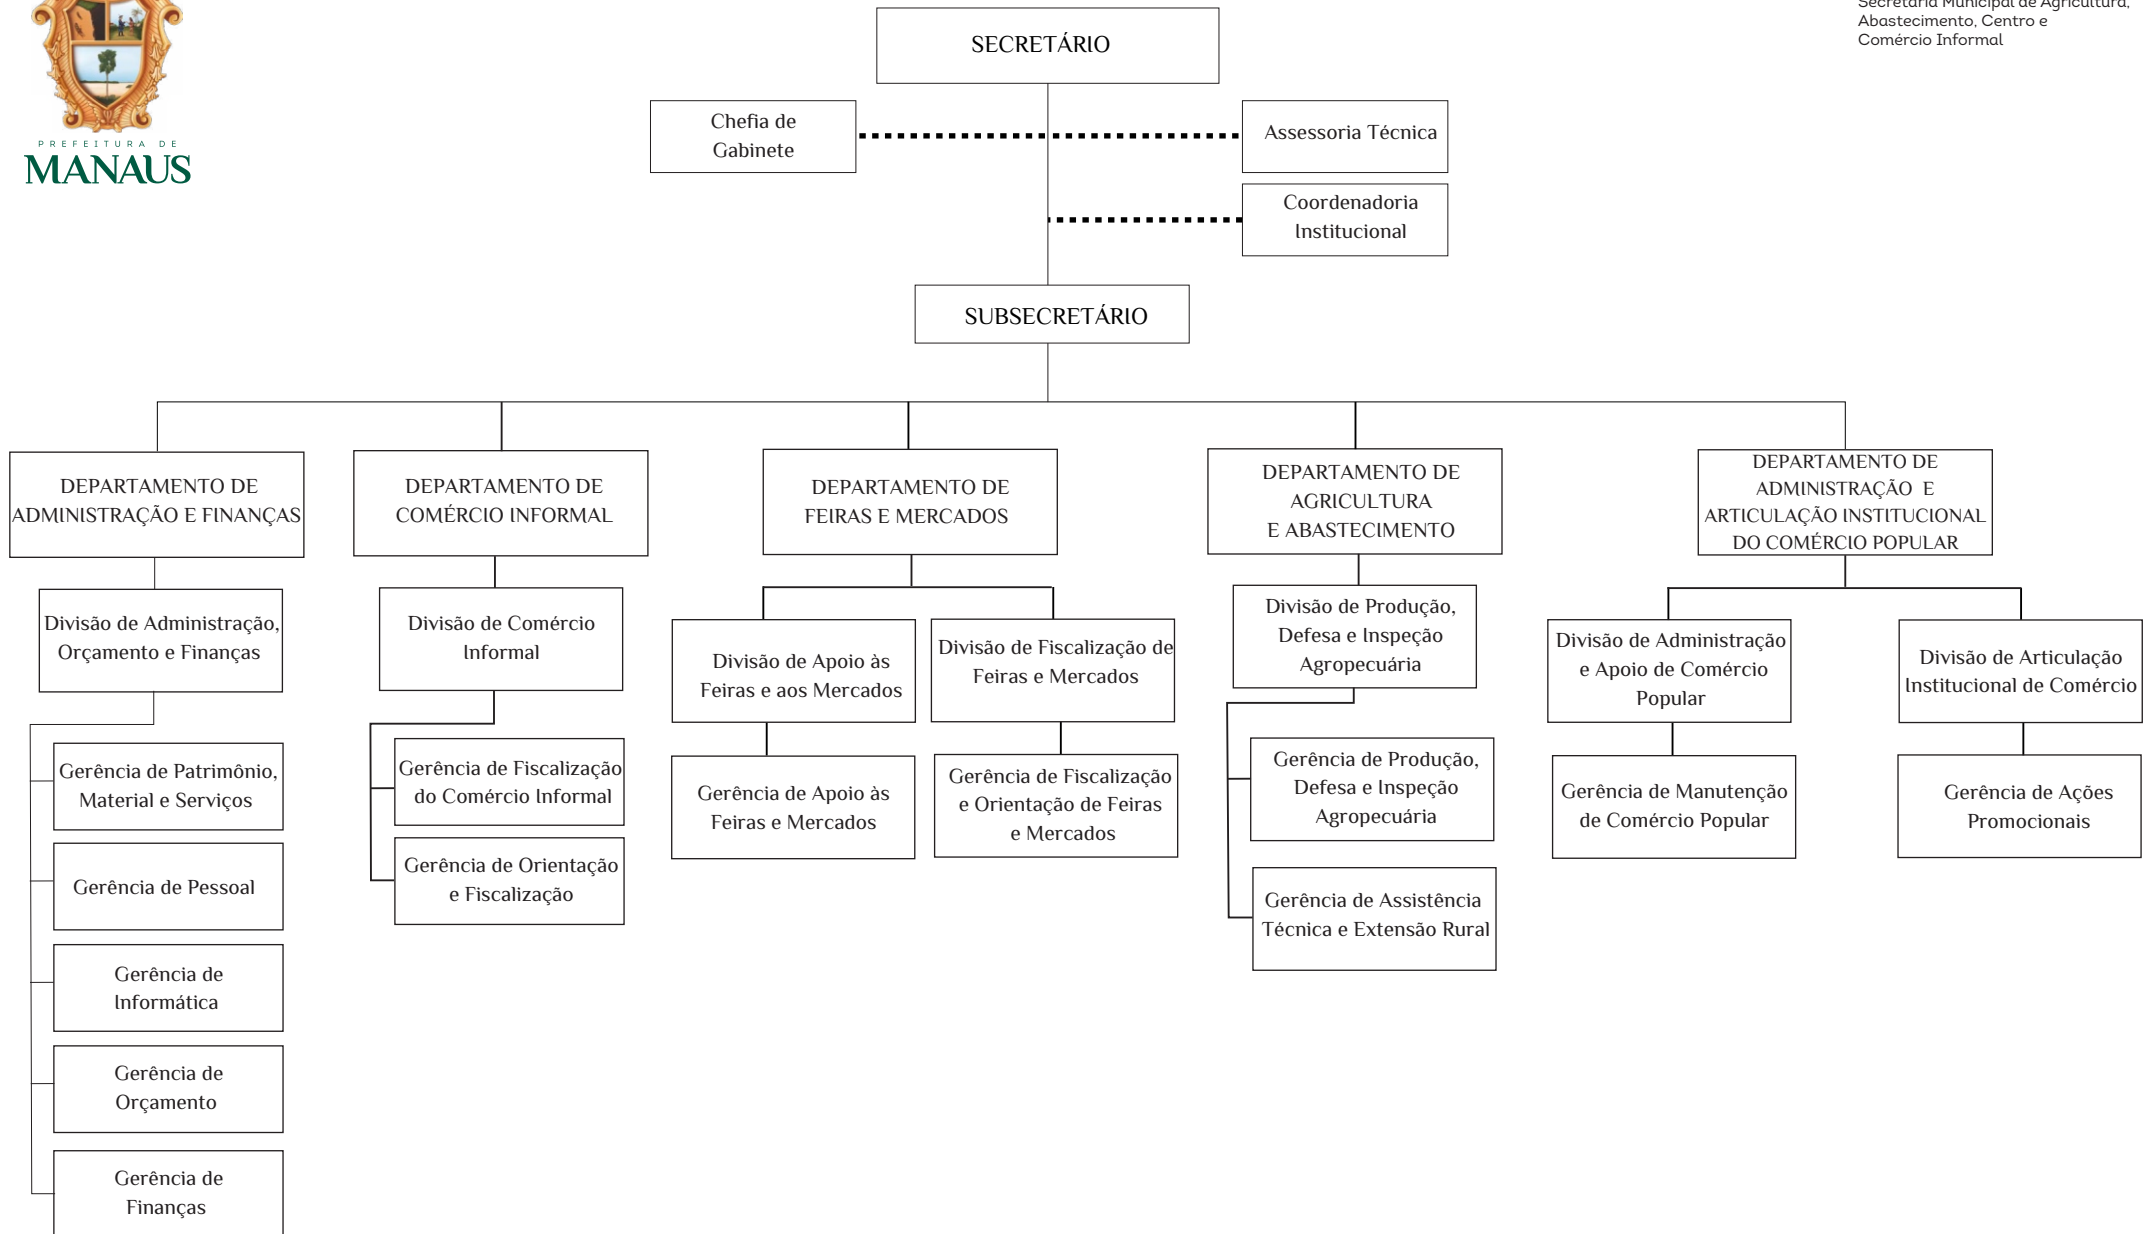 PREFEITURA DE
MANAUS
Secretaria Municipal de Agricultura,
Abastecimento, Centro e
Comércio Informal
SECRETÁRIO
Chefia de
Gabinete
Assessoria Técnica
Coordenadoria
Institucional
SUBSECRETÁRIO
DEPARTAMENTO DE
ADMINISTRAÇÃO E FINANÇAS
DEPARTAMENTO DE
COMÉRCIO INFORMAL
DEPARTAMENTO DE
FEIRAS E MERCADOS
DEPARTAMENTO DE
AGRICULTURA
E ABASTECIMENTO
DEPARTAMENTO DE
ADMINISTRAÇÃO E
ARTICULAÇÃO INSTITUCIONAL
DO COMÉRCIO POPULAR
Divisão de Administração,
Orçamento e Finanças
Divisão de Comércio
Informal
Divisão de Apoio às
Feiras e aos Mercados
Divisão de Fiscalização de
Feiras e Mercados
Divisão de Produção,
Defesa e Inspeção
Agropecuária
Divisão de Administração
e Apoio de Comércio
Popular
Divisão de Articulação
Institucional de Comércio
Gerência de Patrimônio,
Material e Serviços
Gerência de Pessoal
Gerência de
Informática
Gerência de
Orçamento
Gerência de
Finanças
Gerência de Fiscalização
do Comércio Informal
Gerência de Orientação
e Fiscalização
Gerência de Apoio às
Feiras e Mercados
Gerência de Fiscalização
e Orientação de Feiras
e Mercados
Gerência de Produção,
Defesa e Inspeção
Agropecuária
Gerência de Assistência
Técnica e Extensão Rural
Gerência de Manutenção
de Comércio Popular
Gerência de Ações
Promocionais